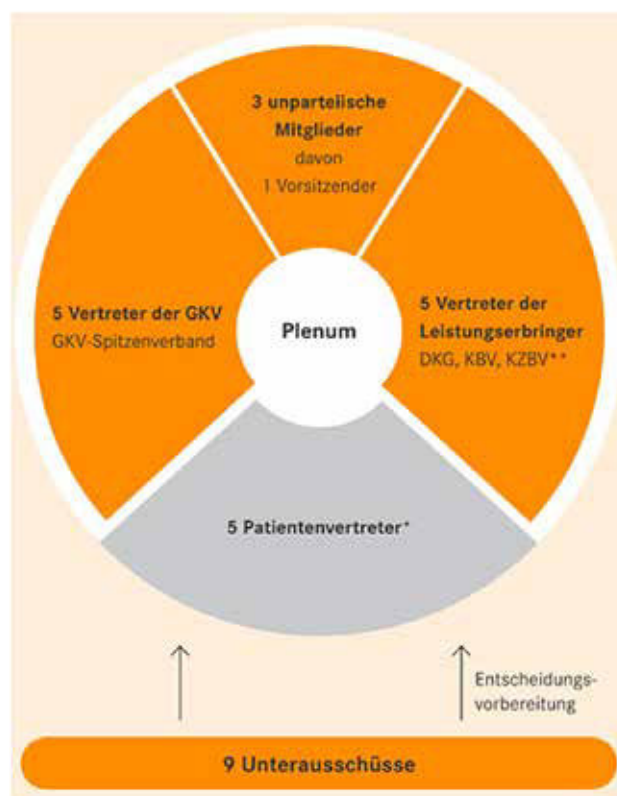 3 unparteiische
Mitglieder
davon
1 Vorsitzender
5 Vertreter der GKV
GKV-Spitzenverband
Plenum
5 Vertreter der
Leistungserbringer
DKG, KBV, KZBV**
5 Patientenvertreter*
Entscheidungs-
vorbereitung
9 Unterausschüsse